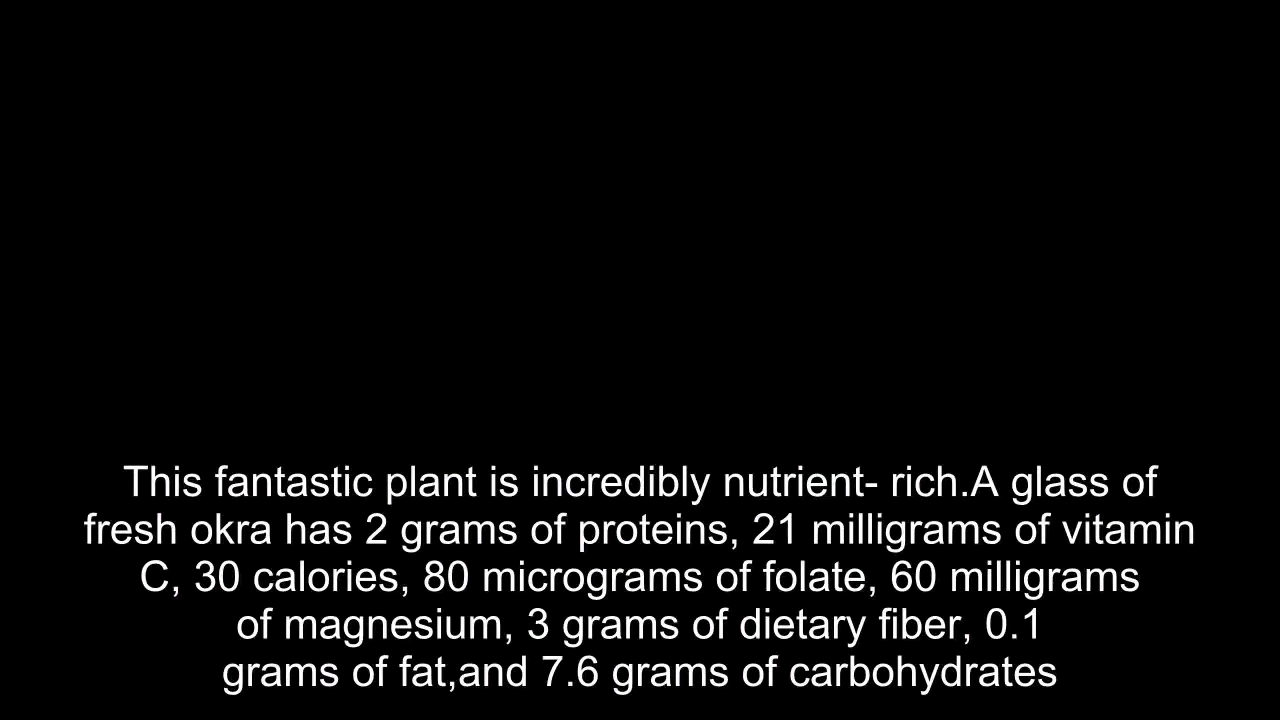 This fantastic plant is incredibly nutrient- rich.A glass of
fresh okra has 2 grams of proteins, 21 milligrams of vitamin
C, 30 calories, 80 micrograms of folate, 60 milligrams
of magnesium, 3 grams of dietary fiber, 0.1
grams of fat,and 7.6 grams of carbohydrates